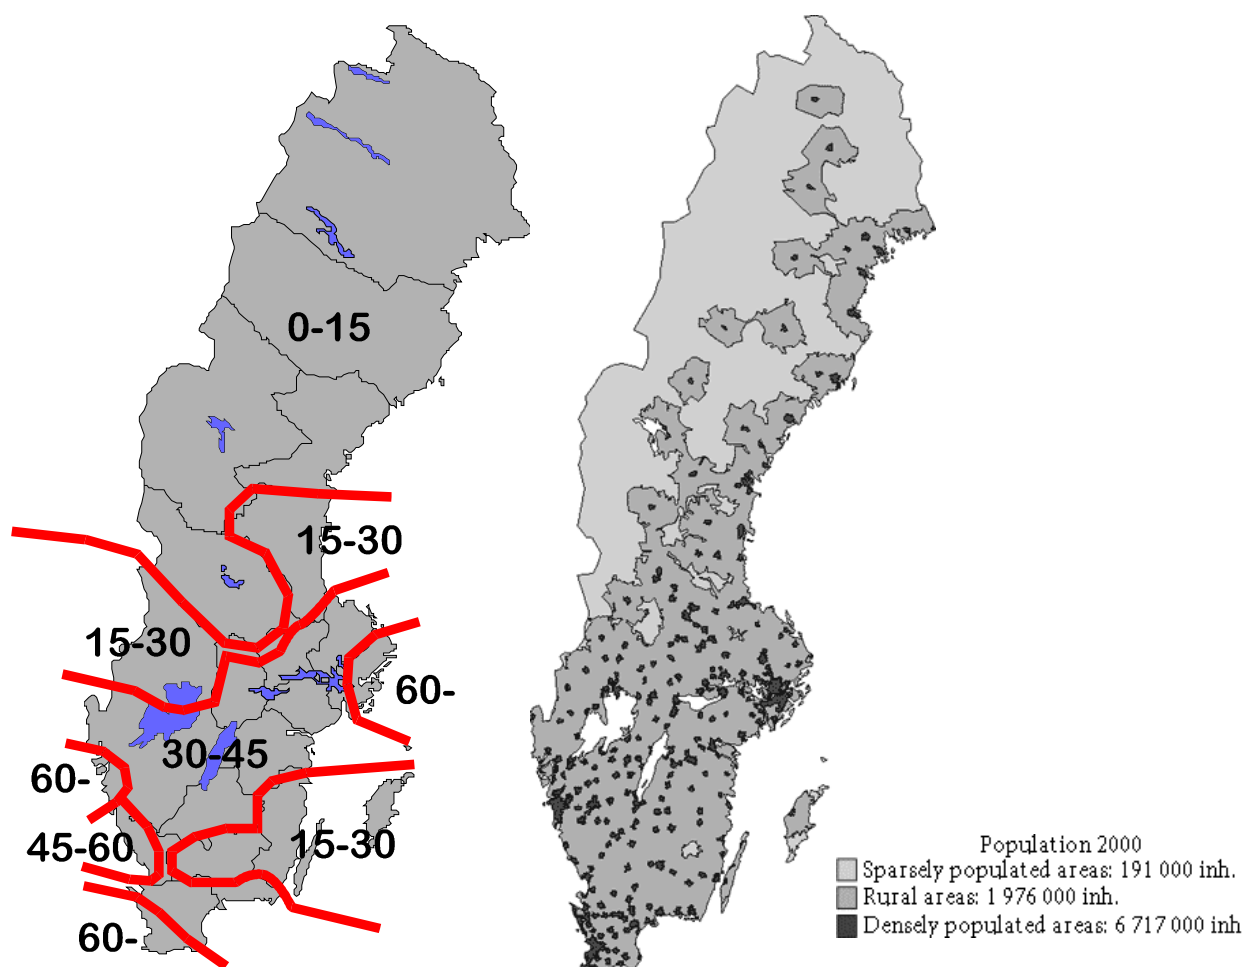 0-15
15-30
15-30
60-
30-45
60-
45-60
15-30
60-
Population 2000
Sparsely populated areas: 191 000 inh.
Rural areas: 1 976 000 inh.
Densely populated areas: 6 717 000 inh